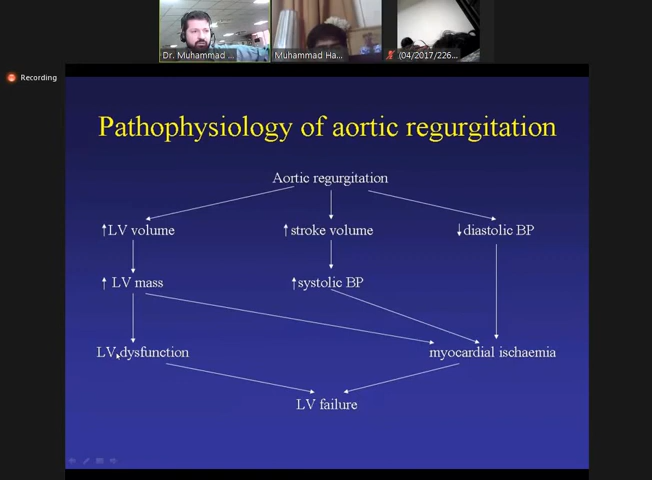 Dr. Muhammad ...
Muhammad Ha...
(04/2017/226...
Recording
Pathophysiology of aortic regurgitation
Aortic regurgitation
↑LV volume
↑stroke volume
↓diastolic BP
↑ LV mass
↑systolic BP
LV dysfunction
myocardial ischaemia
LV failure